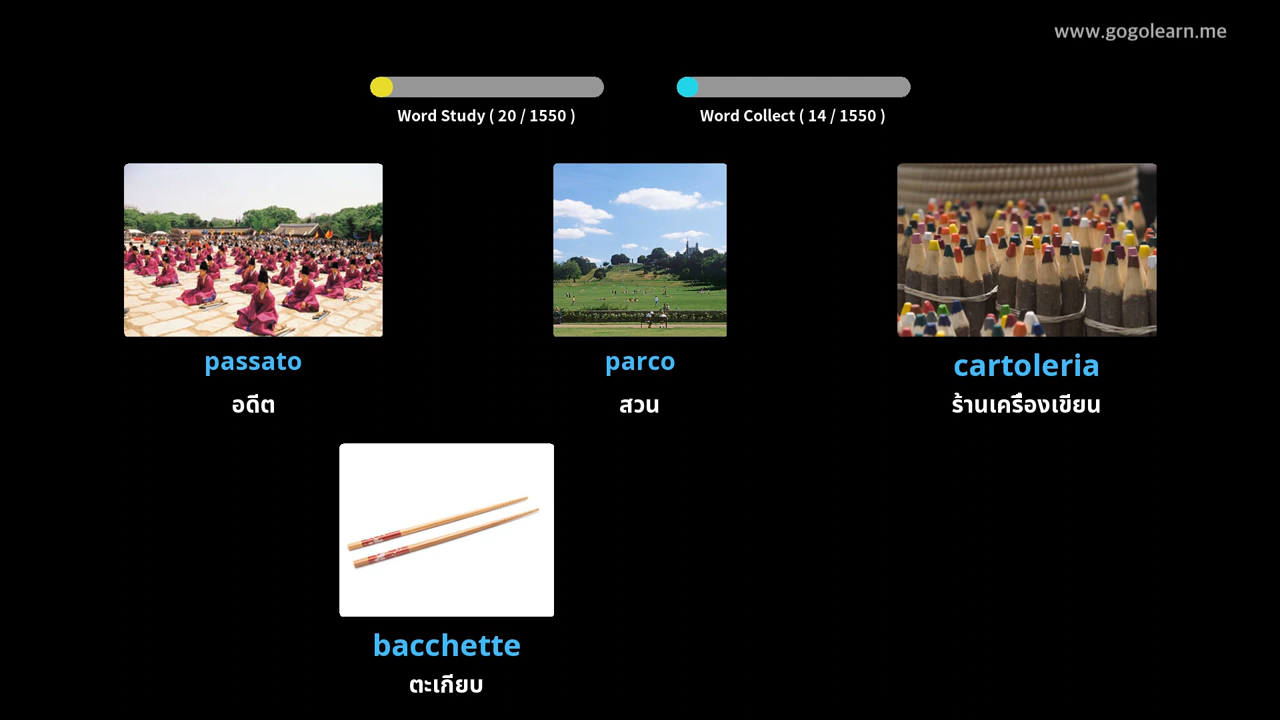 www.gogolearn.me
Word Study ( 20 / 1550 )
Word Collect ( 14 / 1550 )
passato
parco
cartoleria
อดีต
สวน
ร้านเครื่องเขียน
bacchette
ตะเกียบ